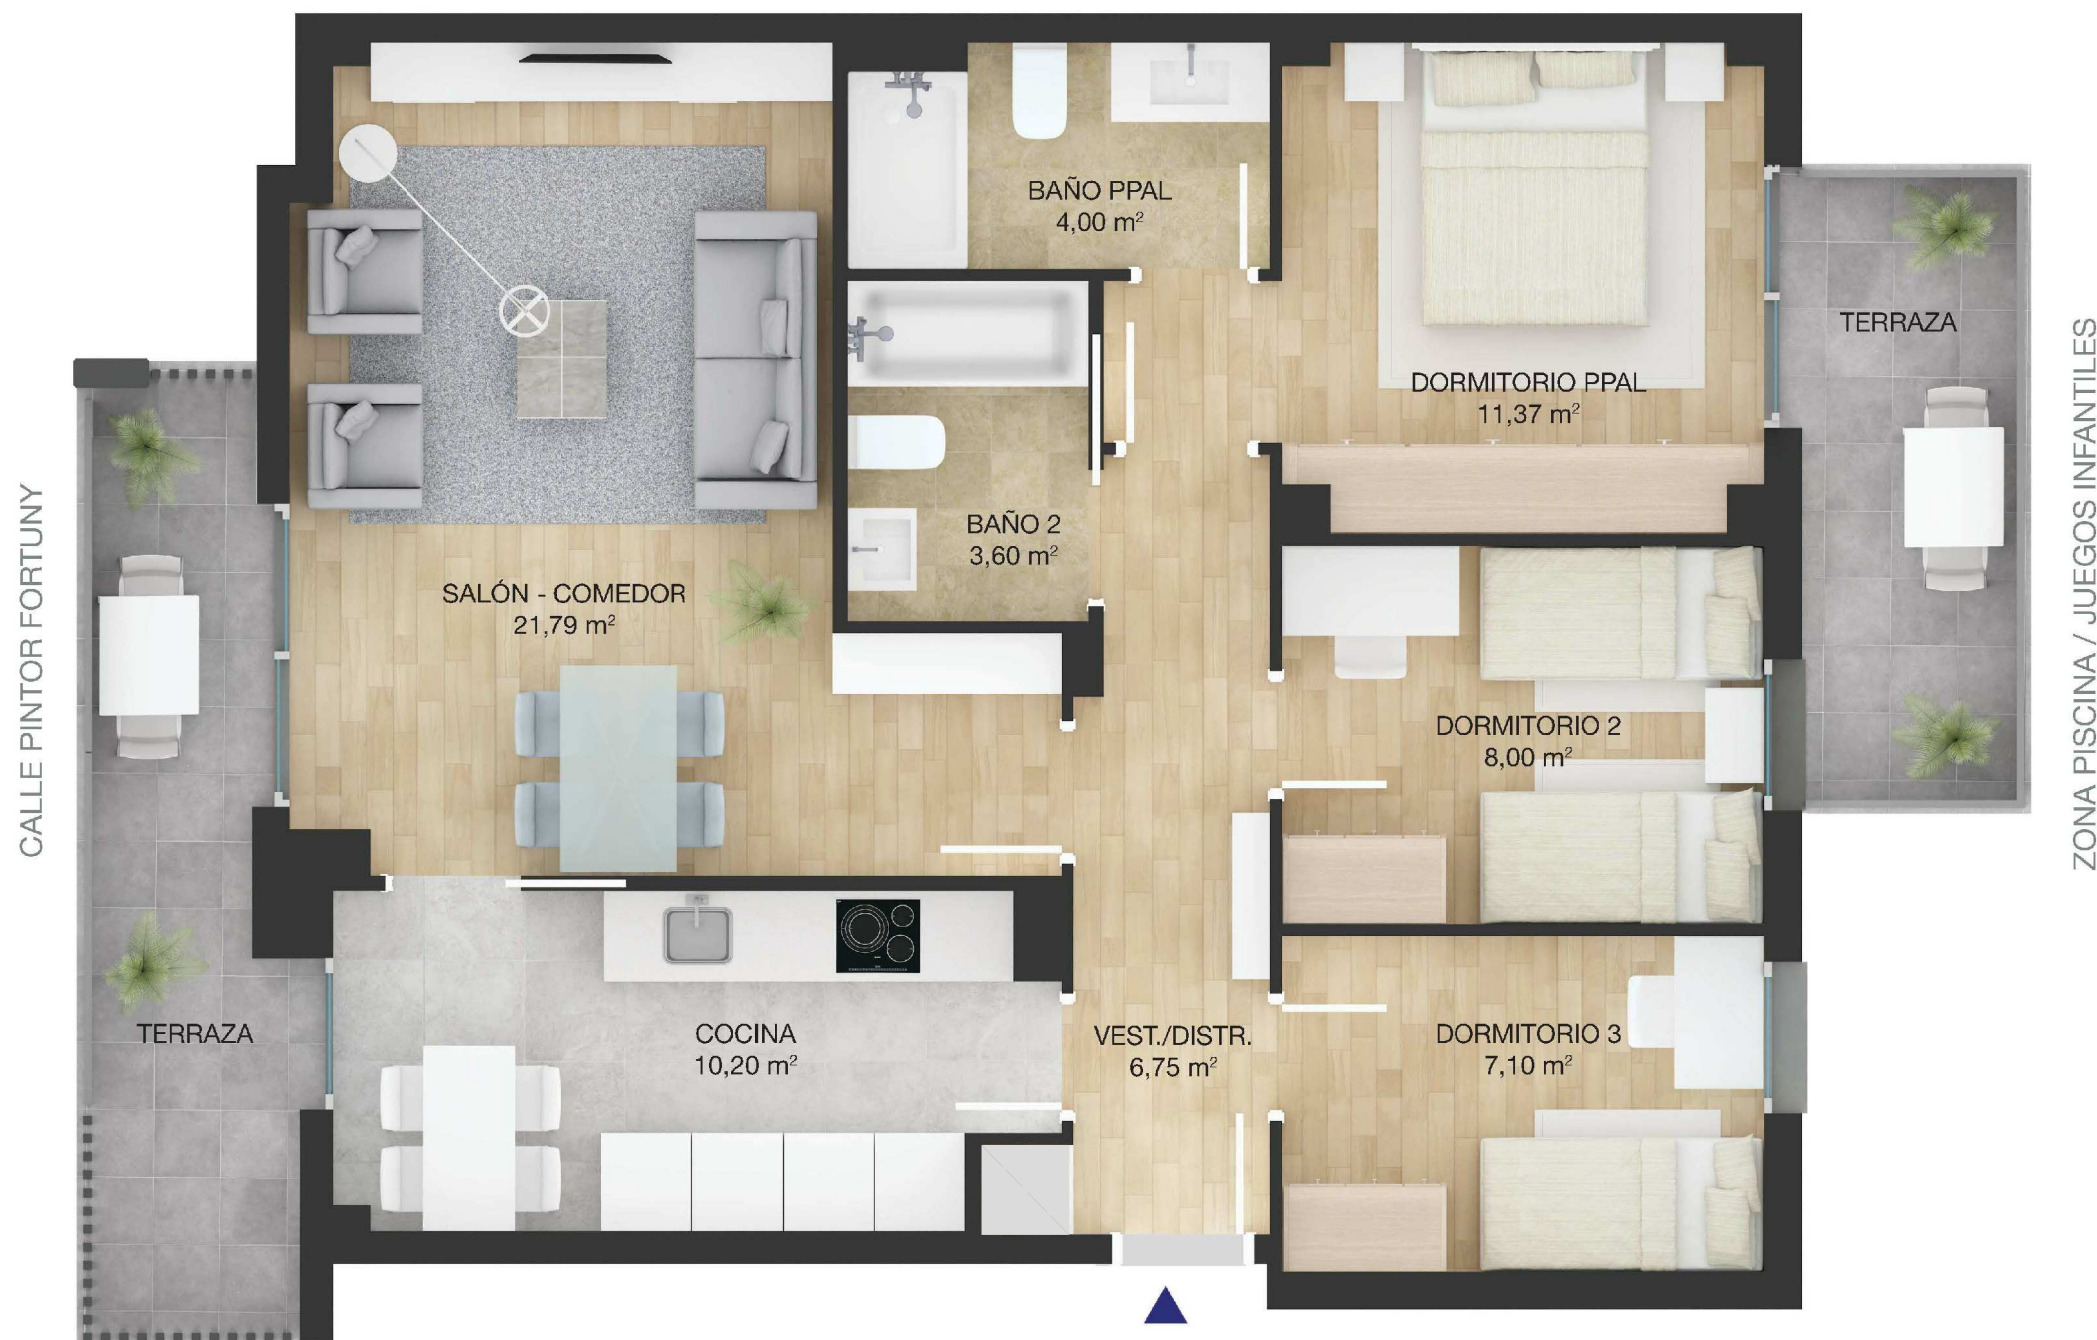 CALLE PINTOR FORTUNY
BAÑO PPAL
4,00 m²
DORMITORIO PPAL
11,37 m²
TERRAZA
ZONA PISCINA / JUEGOS INFANTILES
SALÓN - COMEDOR
21,79 m²
BAÑO 2
3,60 m²
DORMITORIO 2
8,00 m²
TERRAZA
COCINA
10,20 m²
VEST./DISTR.
6,75 m²
DORMITORIO 3
7,10 m²